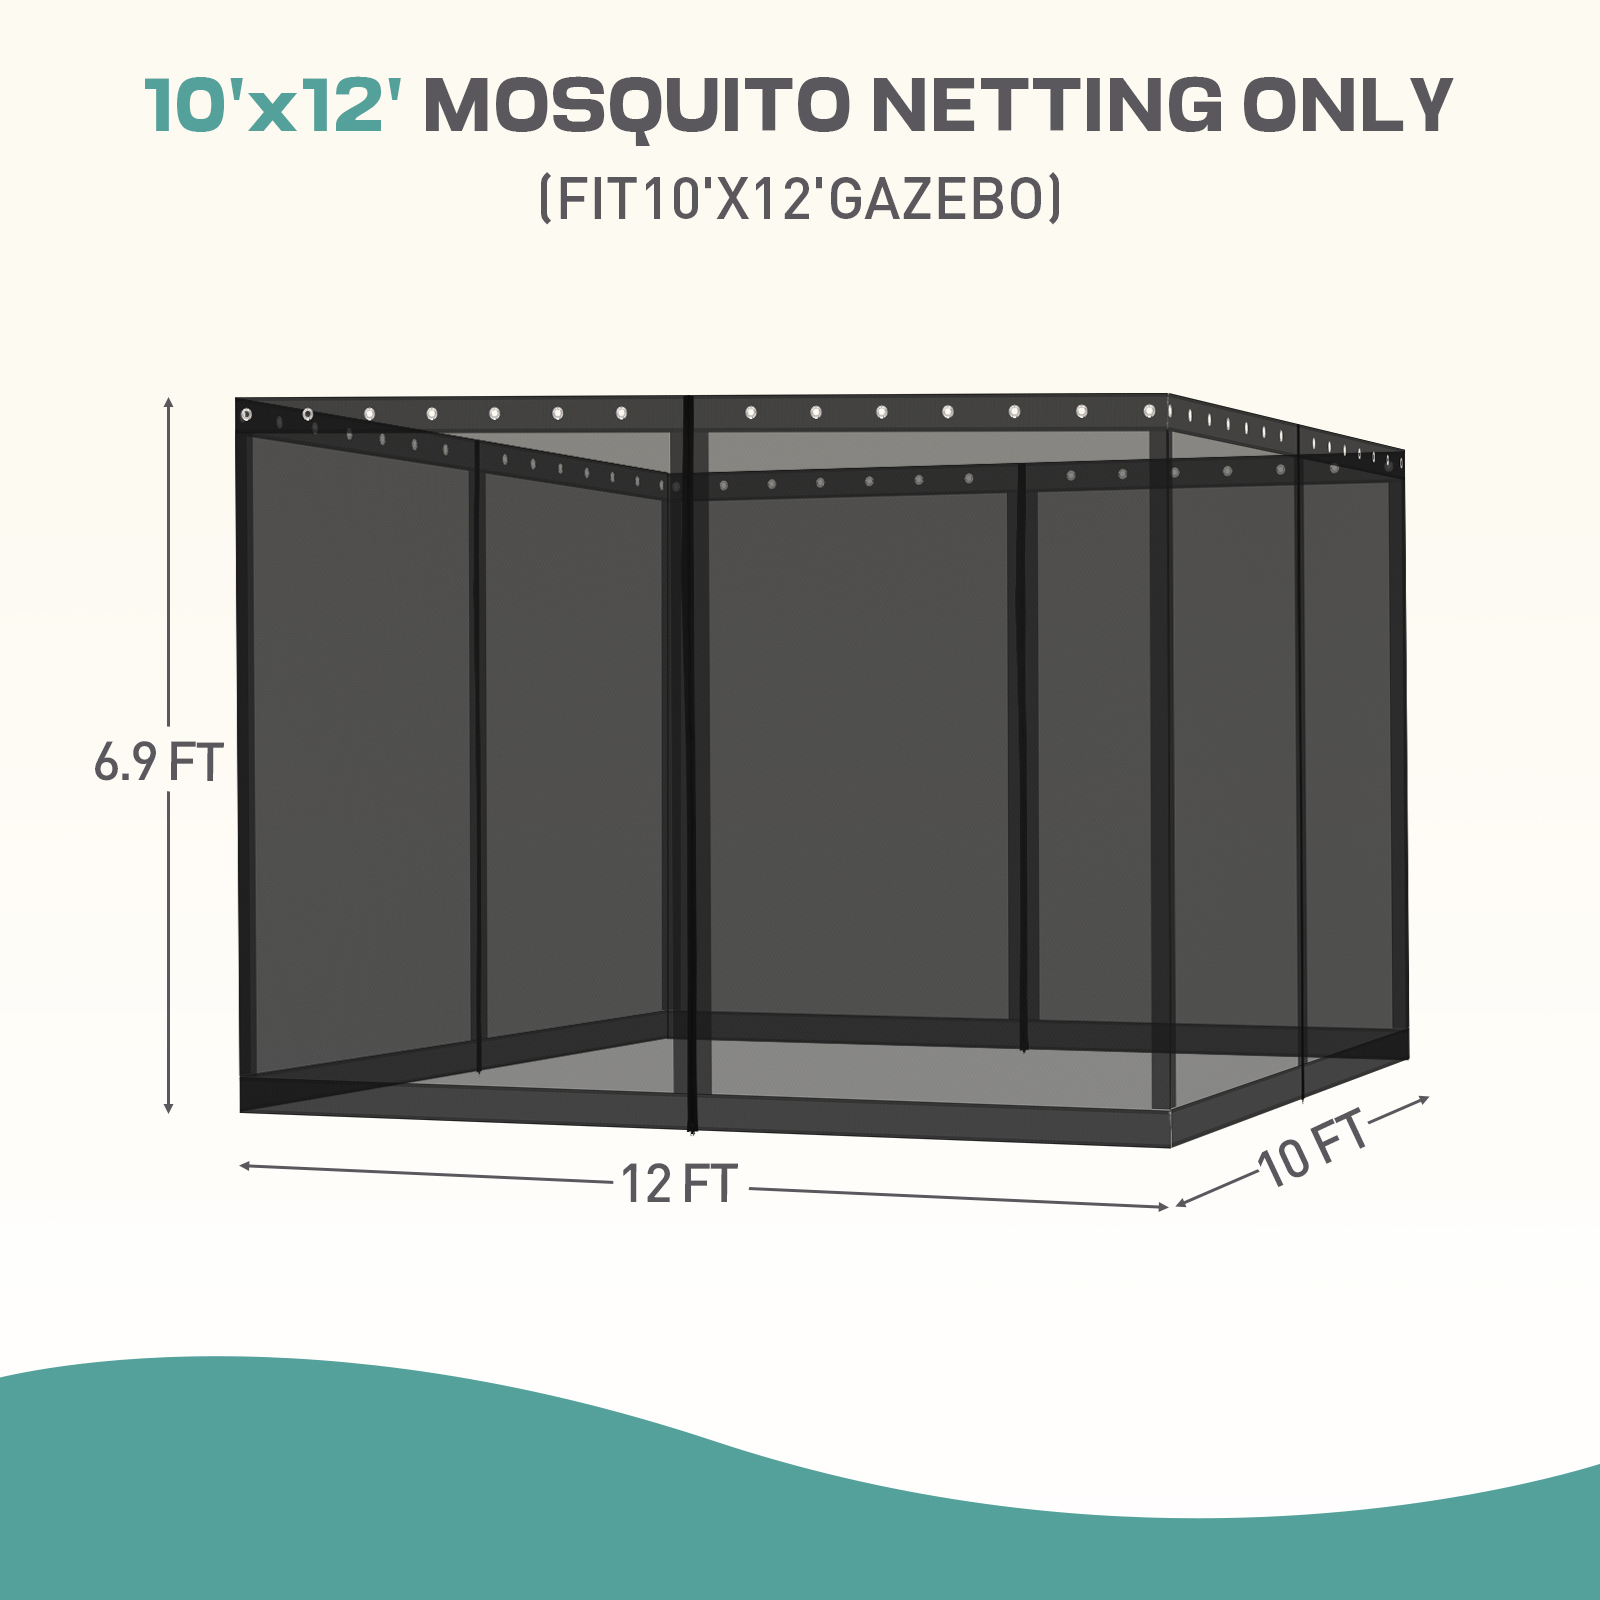 10'x12' MOSQUITO NETTING ONLY
(FIT10'X12'GAZEBO)
6.9 FT
12 FT
10 FT